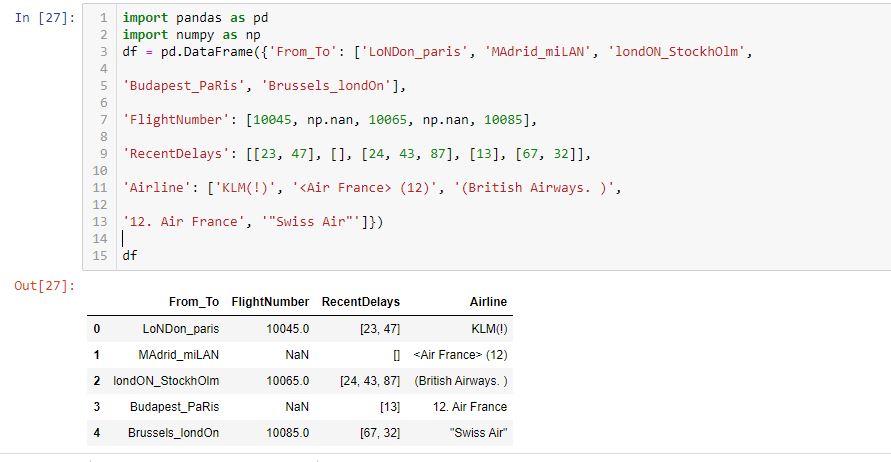 In [27]:
1 import pandas as pd
2 import numpy as np
3 df = pd.DataFrame({'From_To': ['LoNDon_paris', 'MAdrid_miLAN', 'londON_StockhOlm',
4
5 'Budapest_PaRis', 'Brussels_londOn'],
6
7 'FlightNumber': [10045, np.nan, 10065, np.nan, 10085],
8
9 'RecentDelays': [[23, 47], [], [24, 43, 87], [13], [67, 32]],
10
11 'Airline': ['KLM(!)', '<Air France> (12)', '(British Airways. )',
12
13 '12. Air France', '"Swiss Air"']})
14
15 df
Out[27]:
From_To FlightNumber RecentDelays Airline
0 LoNDon_paris 10045.0 [23, 47] KLM(!)
1 MAdrid_miLAN NaN [] <Air France> (12)
2 londON_StockhOlm 10065.0 [24, 43, 87] (British Airways. )
3 Budapest_PaRis NaN [13] 12. Air France
4 Brussels_londOn 10085.0 [67, 32] "Swiss Air"